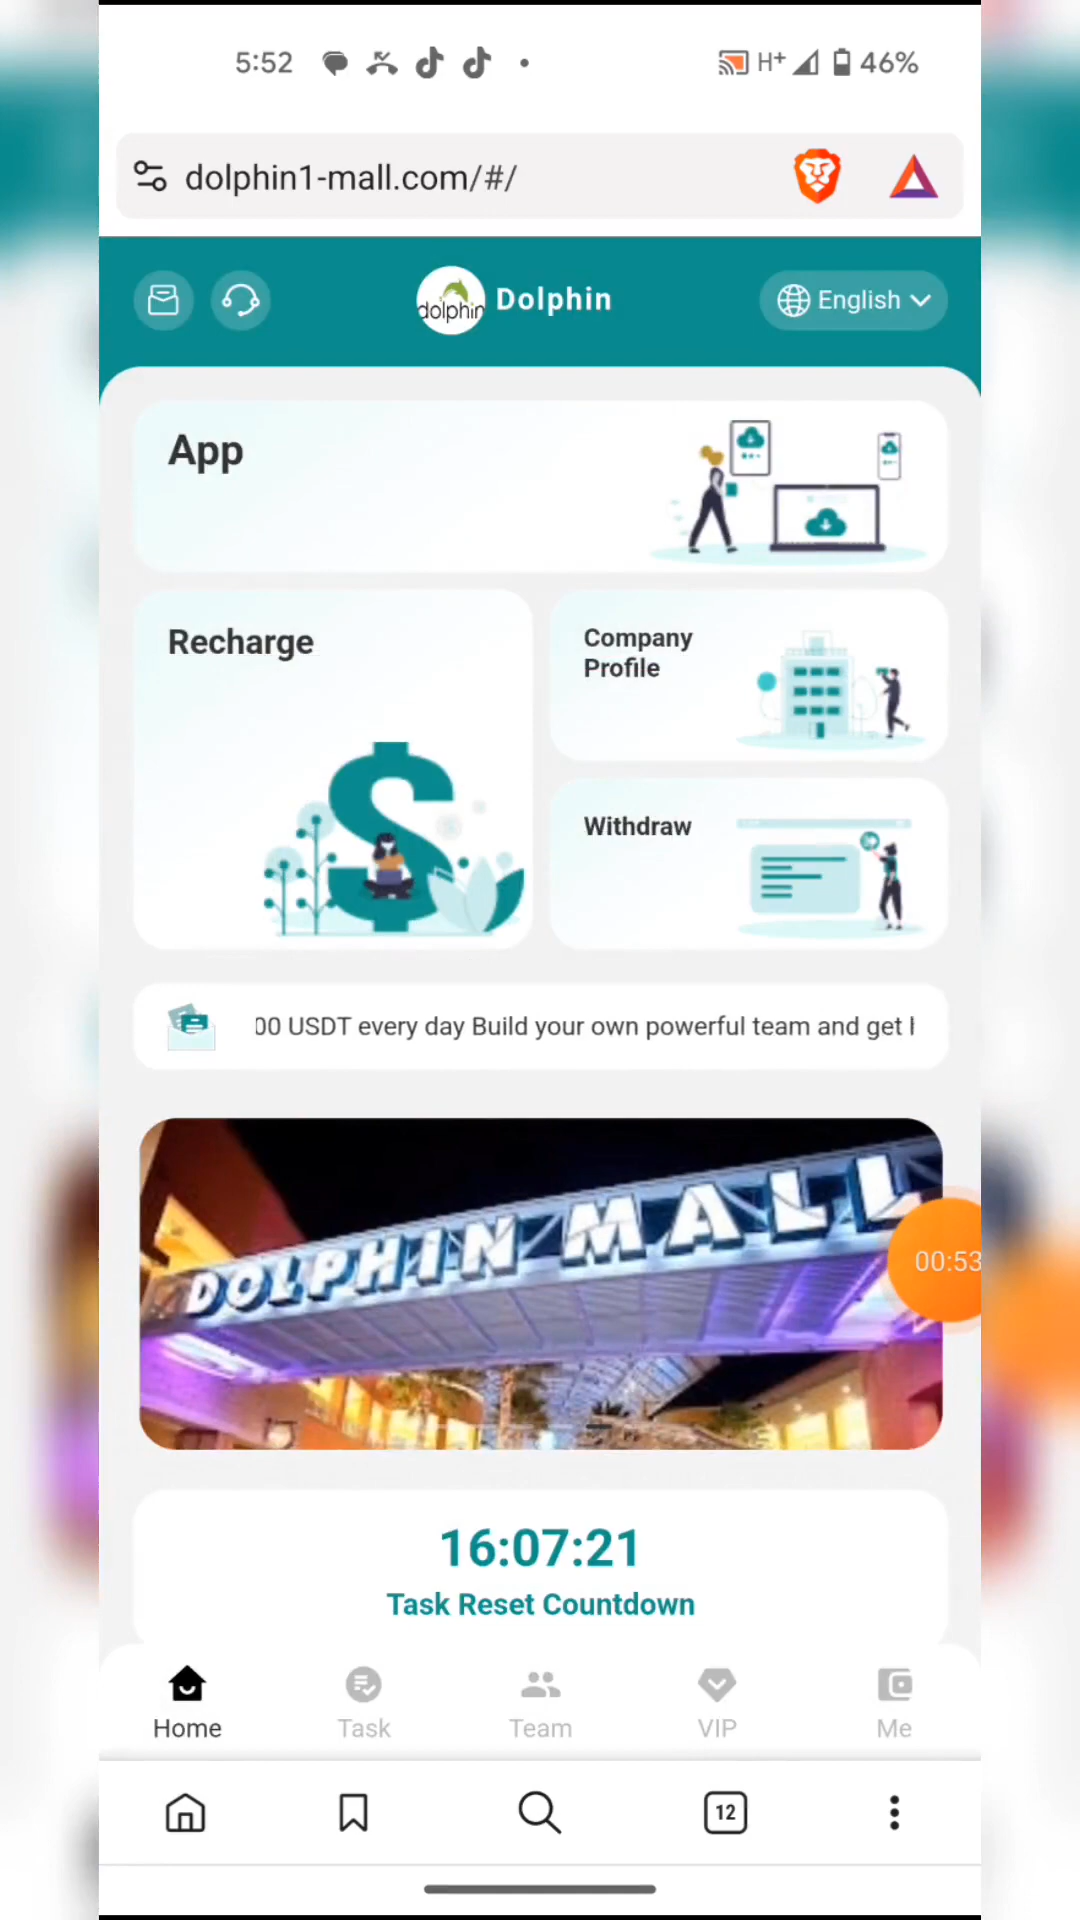 5:52
H+
46%
dolphin1-mall.com/#/
dolphin
Dolphin
English
App
Recharge
Company
Profile
Withdraw
00 USDT every day Build your own powerful team and get
DOLPHIN MALL
00:53
16:07:21
Task Reset Countdown
Home
Task
Team
VIP
Me
12